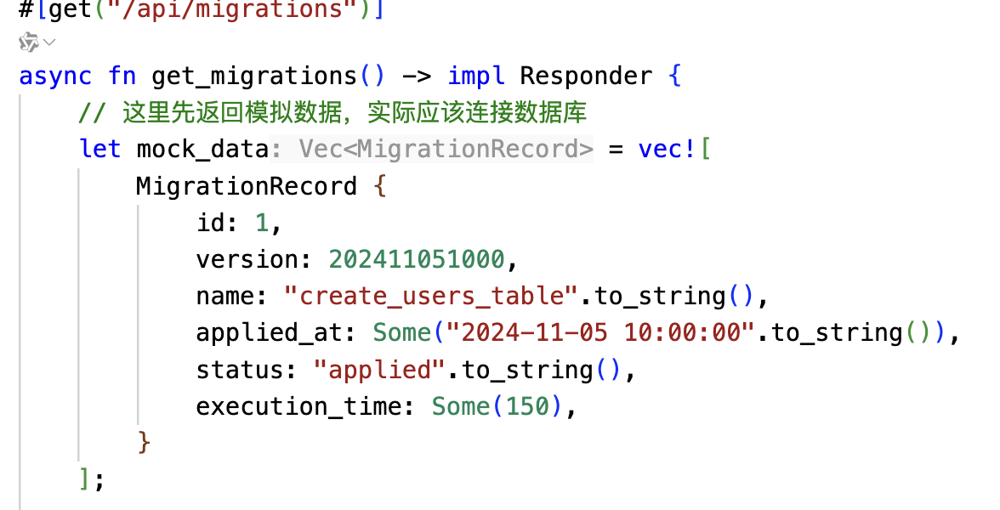 #[get("/api/migrations")]
async fn get_migrations() -> impl Responder {
// 这里先返回模拟数据，实际应该连接数据库
let mock_data: Vec<MigrationRecord> = vec![
MigrationRecord {
id: 1,
version: 202411051000,
name: "create_users_table".to_string(),
applied_at: Some("2024-11-05 10:00:00".to_string()),
status: "applied".to_string(),
execution_time: Some(150),
}
];